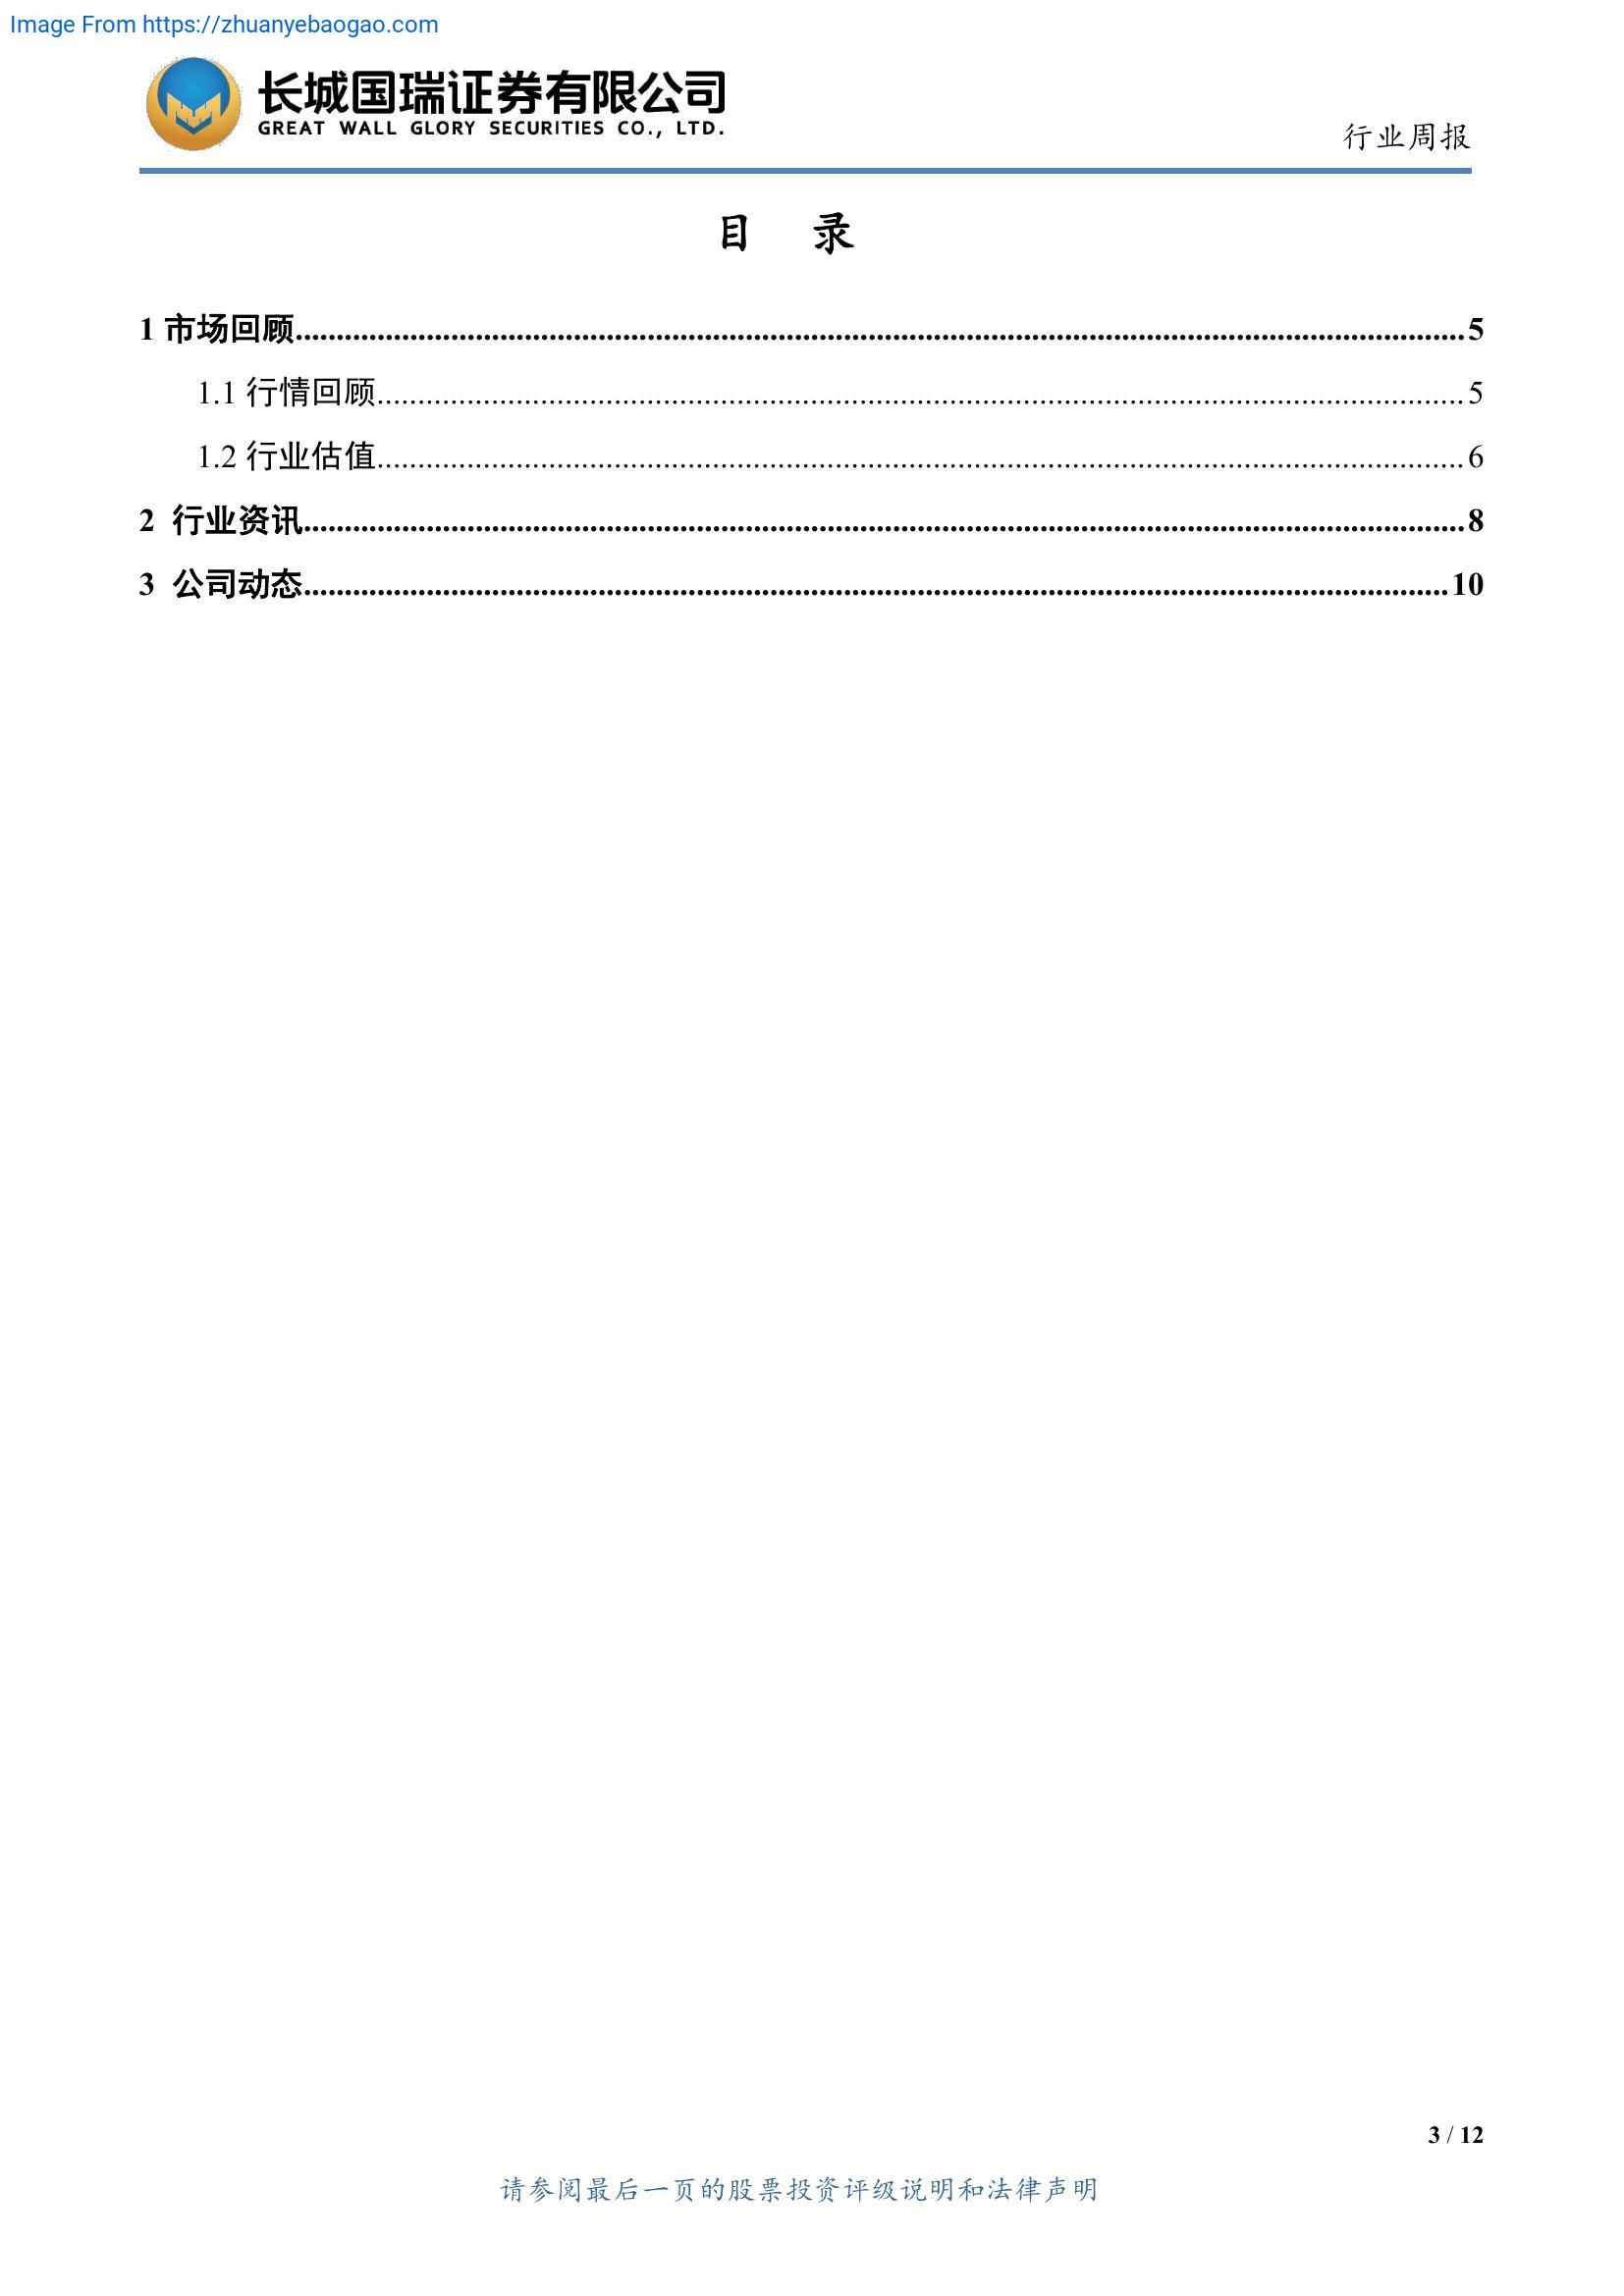 Image From https://zhuanyebaogao.com
长城国瑞证券有限公司
GREAT WALL GLORY SECURITIES CO., LTD.
行业周报
目 录
1 市场回顾 5
1.1 行情回顾 5
1.2 行业估值 6
2 行业资讯 8
3 公司动态 10
3 / 12
请参阅最后一页的股票投资评级说明和法律声明